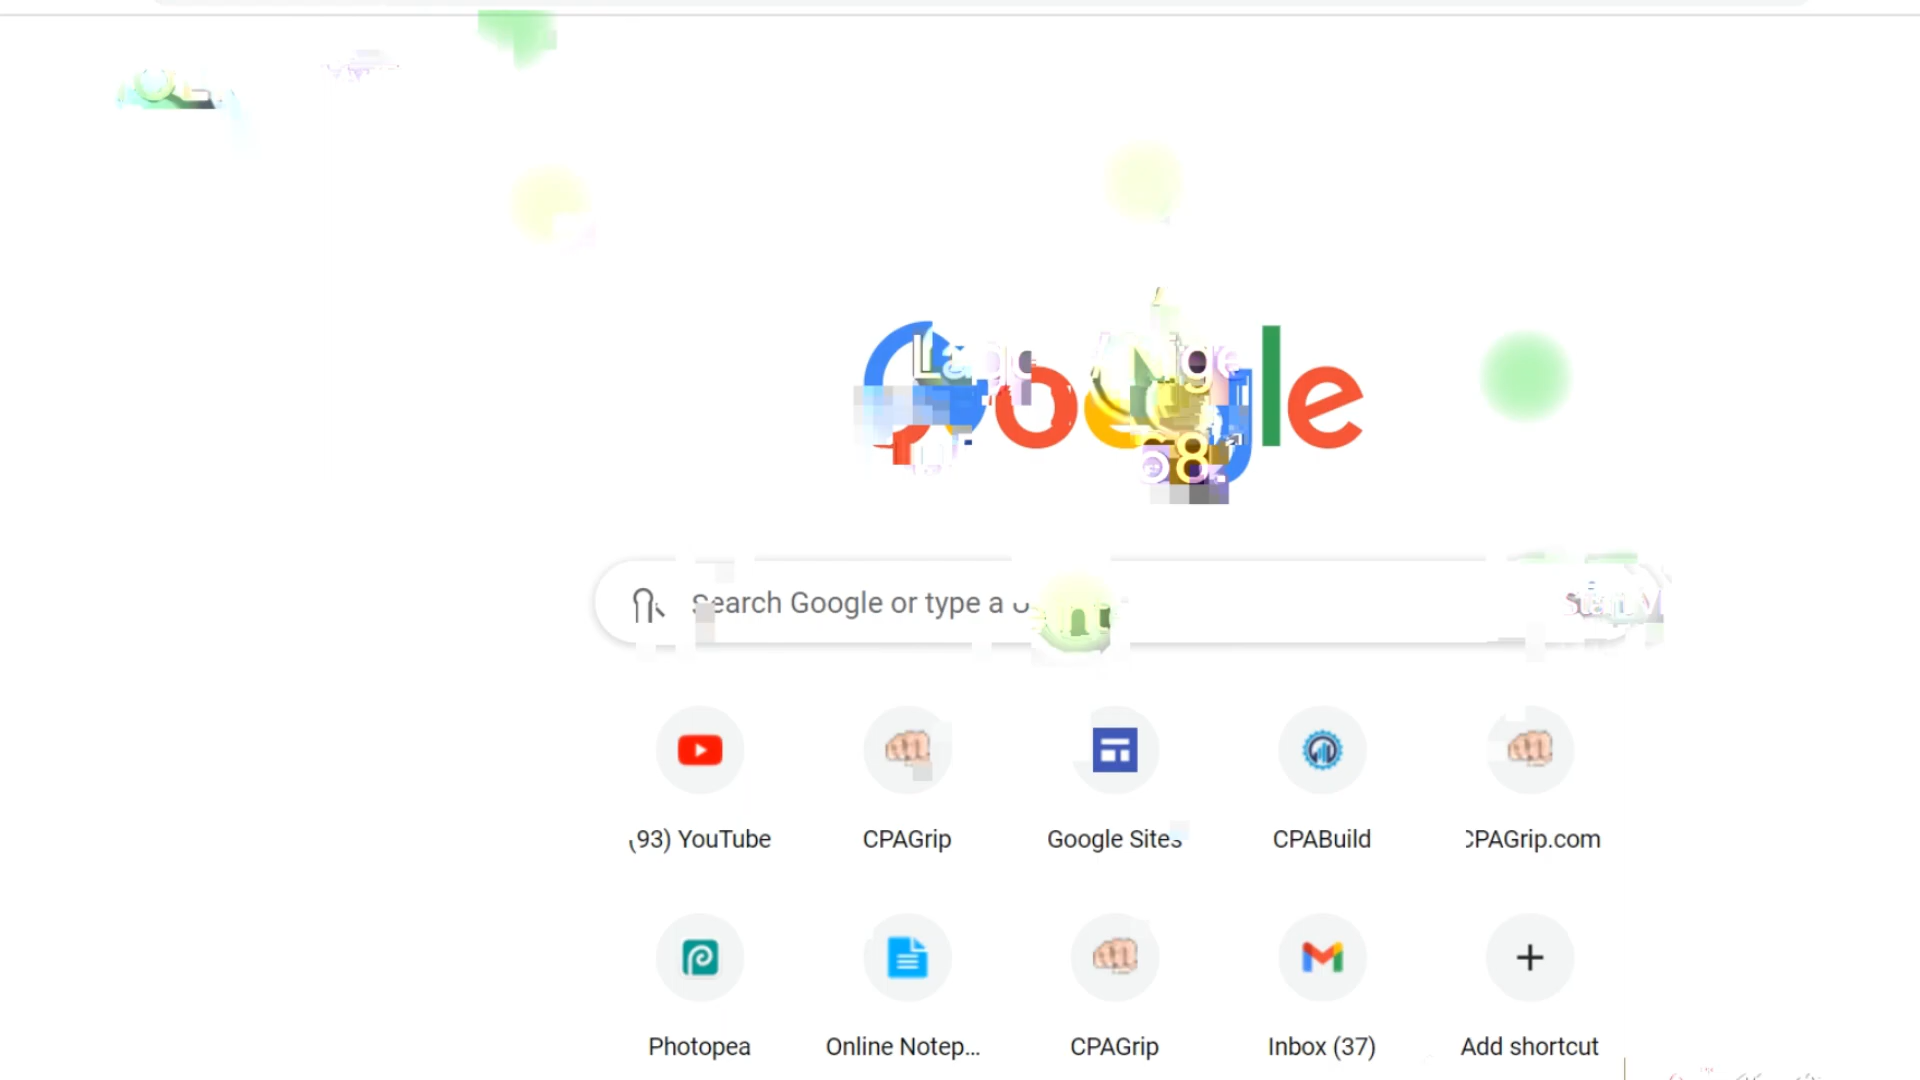 Google
Search Google or type a
(93) YouTube
CPAGrip
Google Sites
CPABuild
CPAGrip.com
Photopea
Online Notep...
CPAGrip
Inbox (37)
Add shortcut